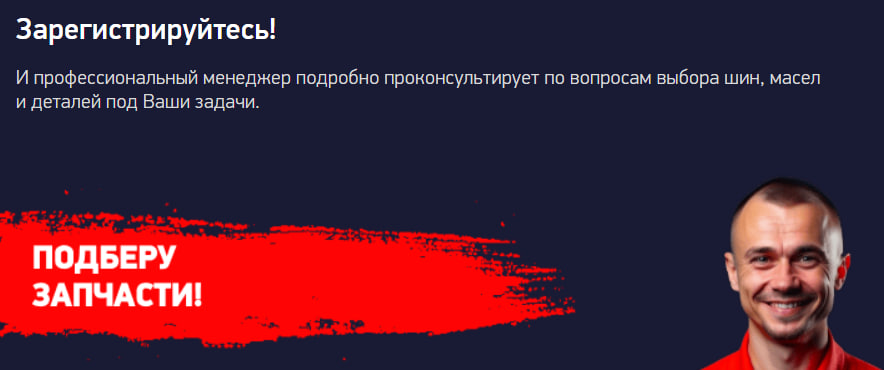 Зарегистрируйтесь!
И профессиональный менеджер подробно проконсультирует по вопросам выбора шин, масел
и деталей под Ваши задачи.
ПОДБЕРУ
ЗАПЧАСТИ!